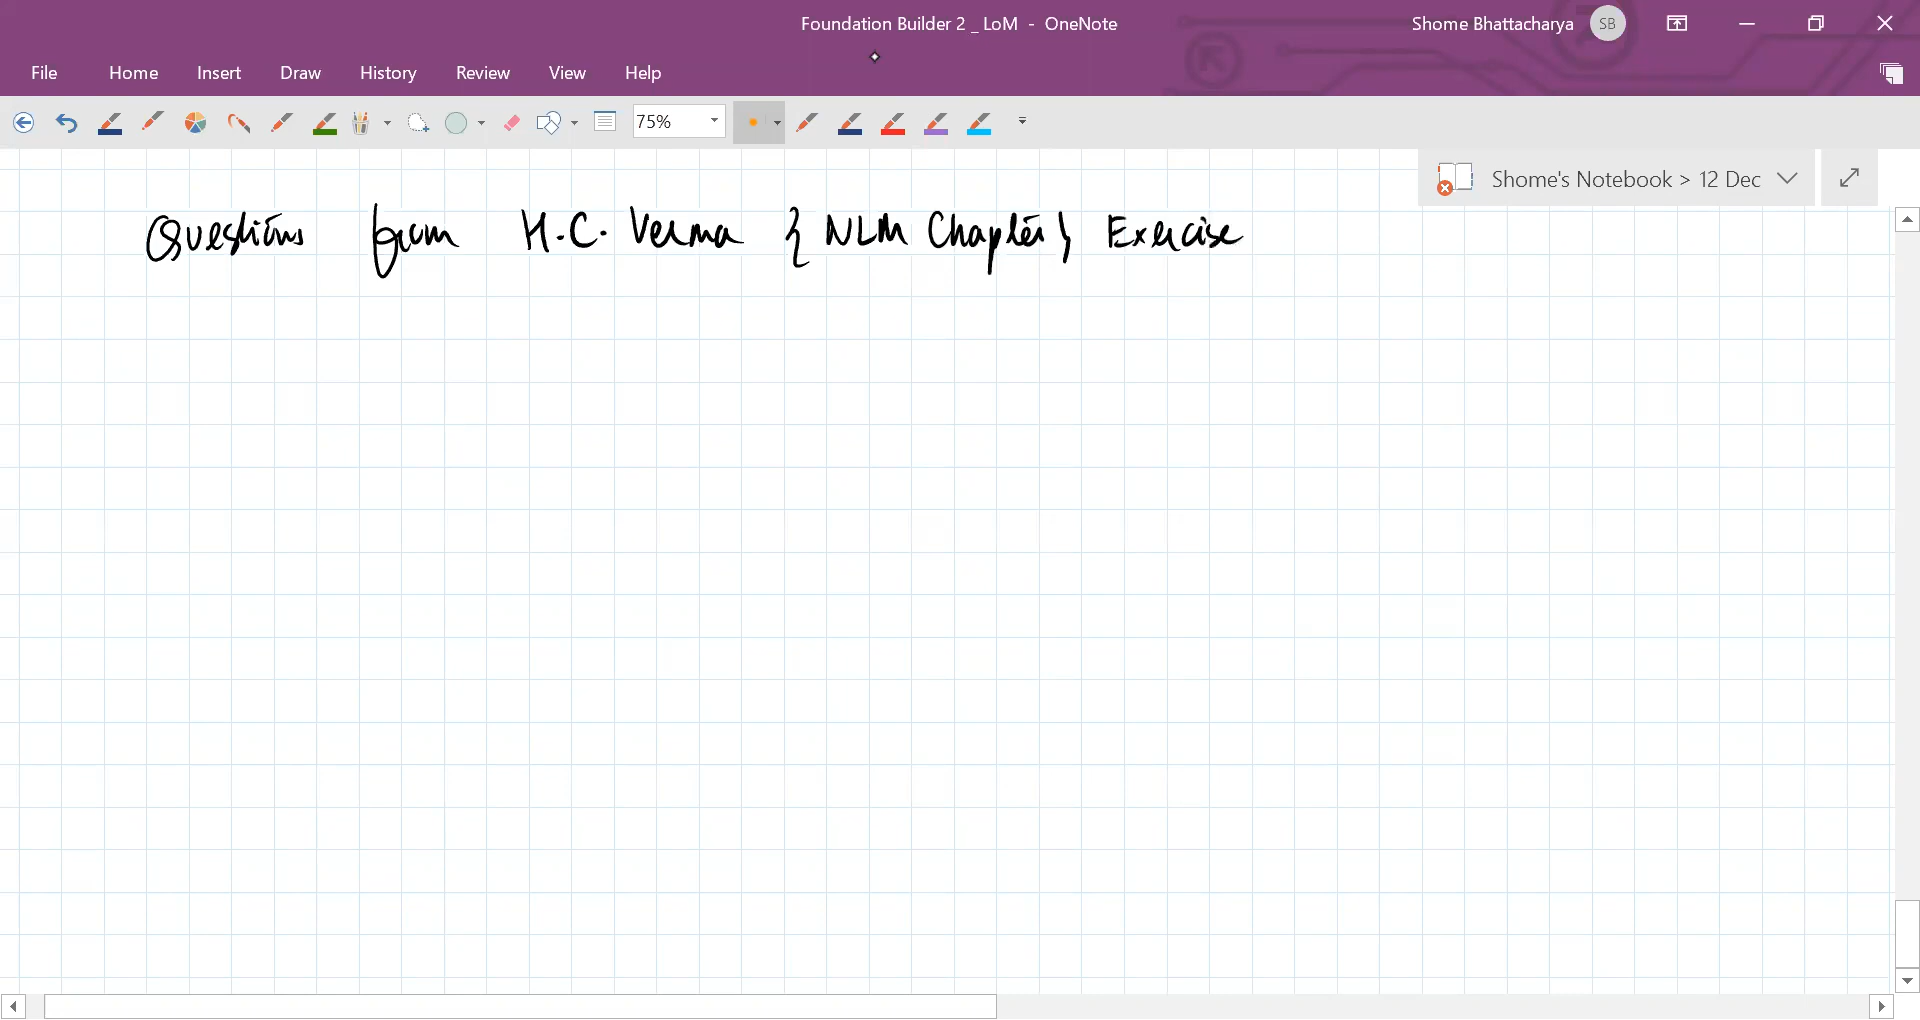 Foundation Builder 2 _ LoM - OneNote
Shome Bhattacharya SB
File Home Insert Draw History Review View Help
75%
Shome's Notebook > 12 Dec
Questions from H.C. Verma { NLM Chapter } Exercise